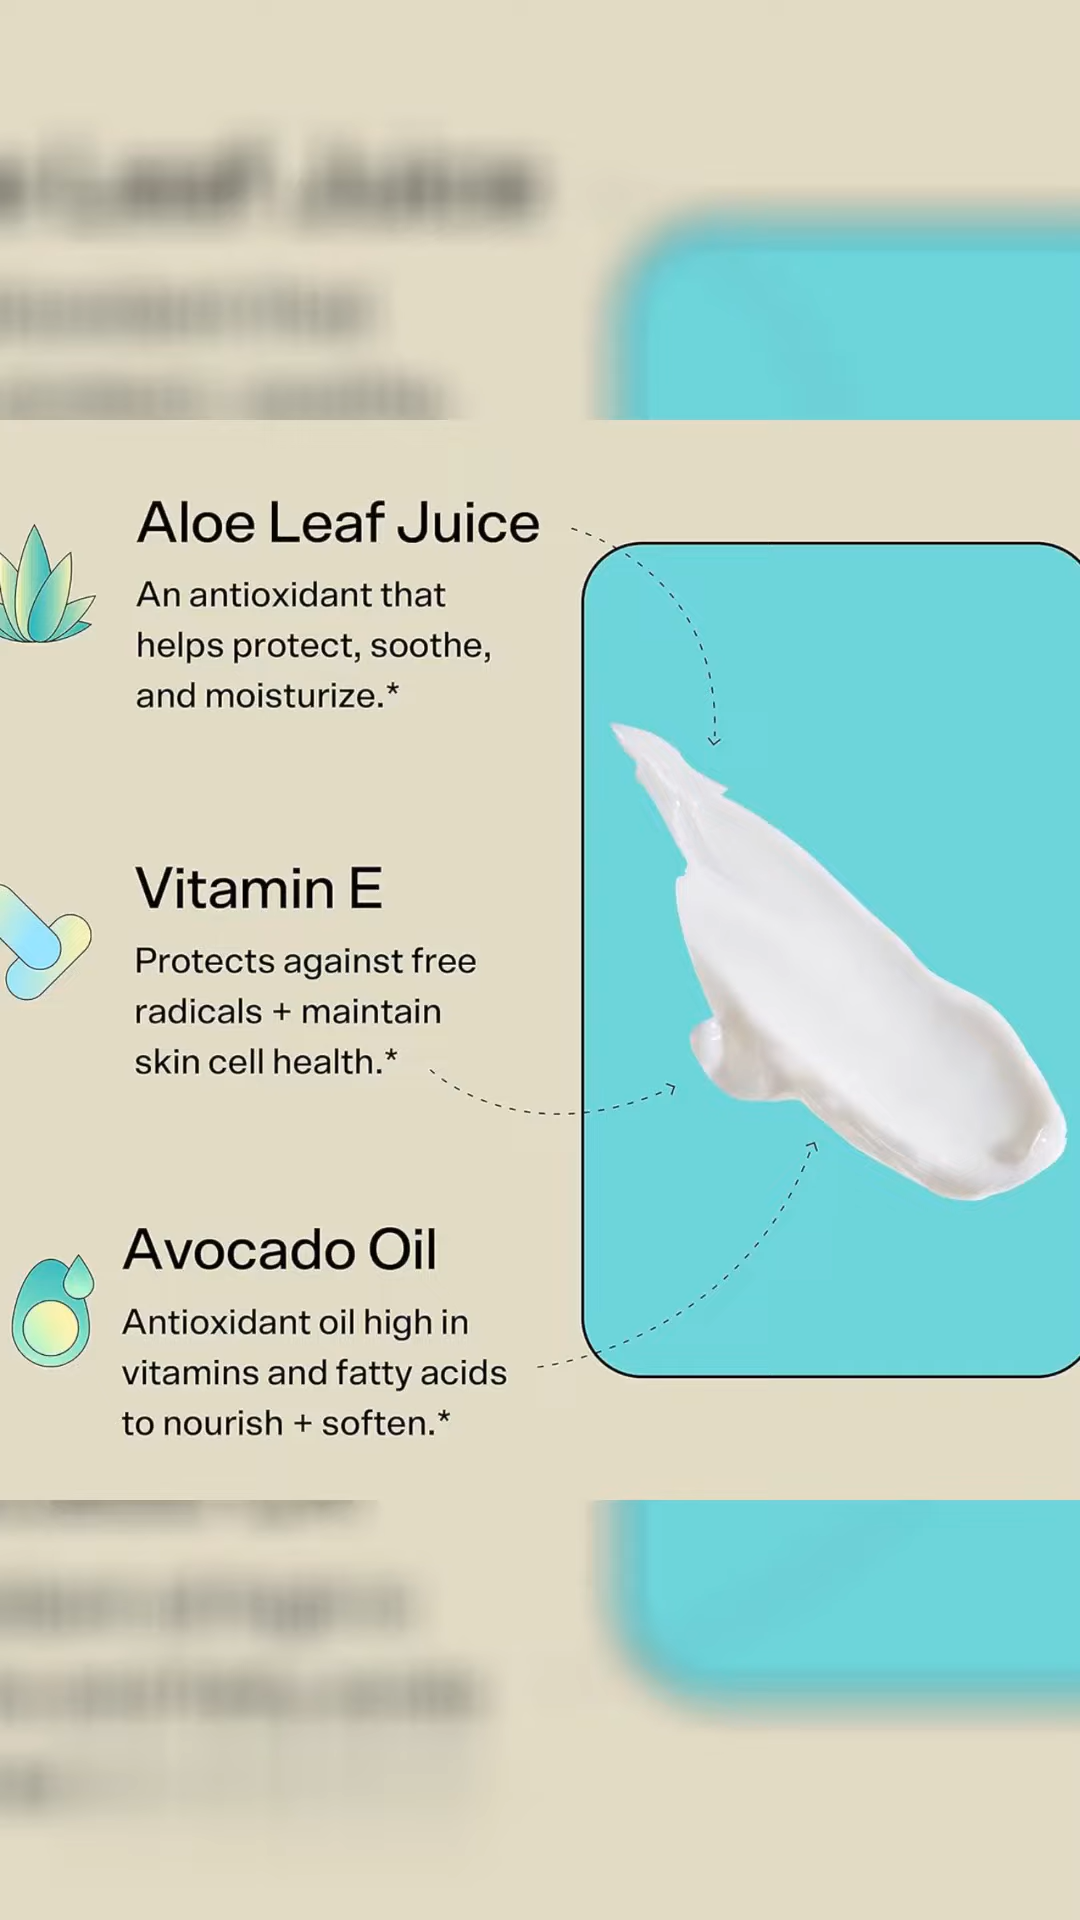 Aloe Leaf Juice
An antioxidant that
helps protect, soothe,
and moisturize.*
Vitamin E
Protects against free
radicals + maintain
skin cell health.*
Avocado Oil
Antioxidant oil high in
vitamins and fatty acids
to nourish + soften.*